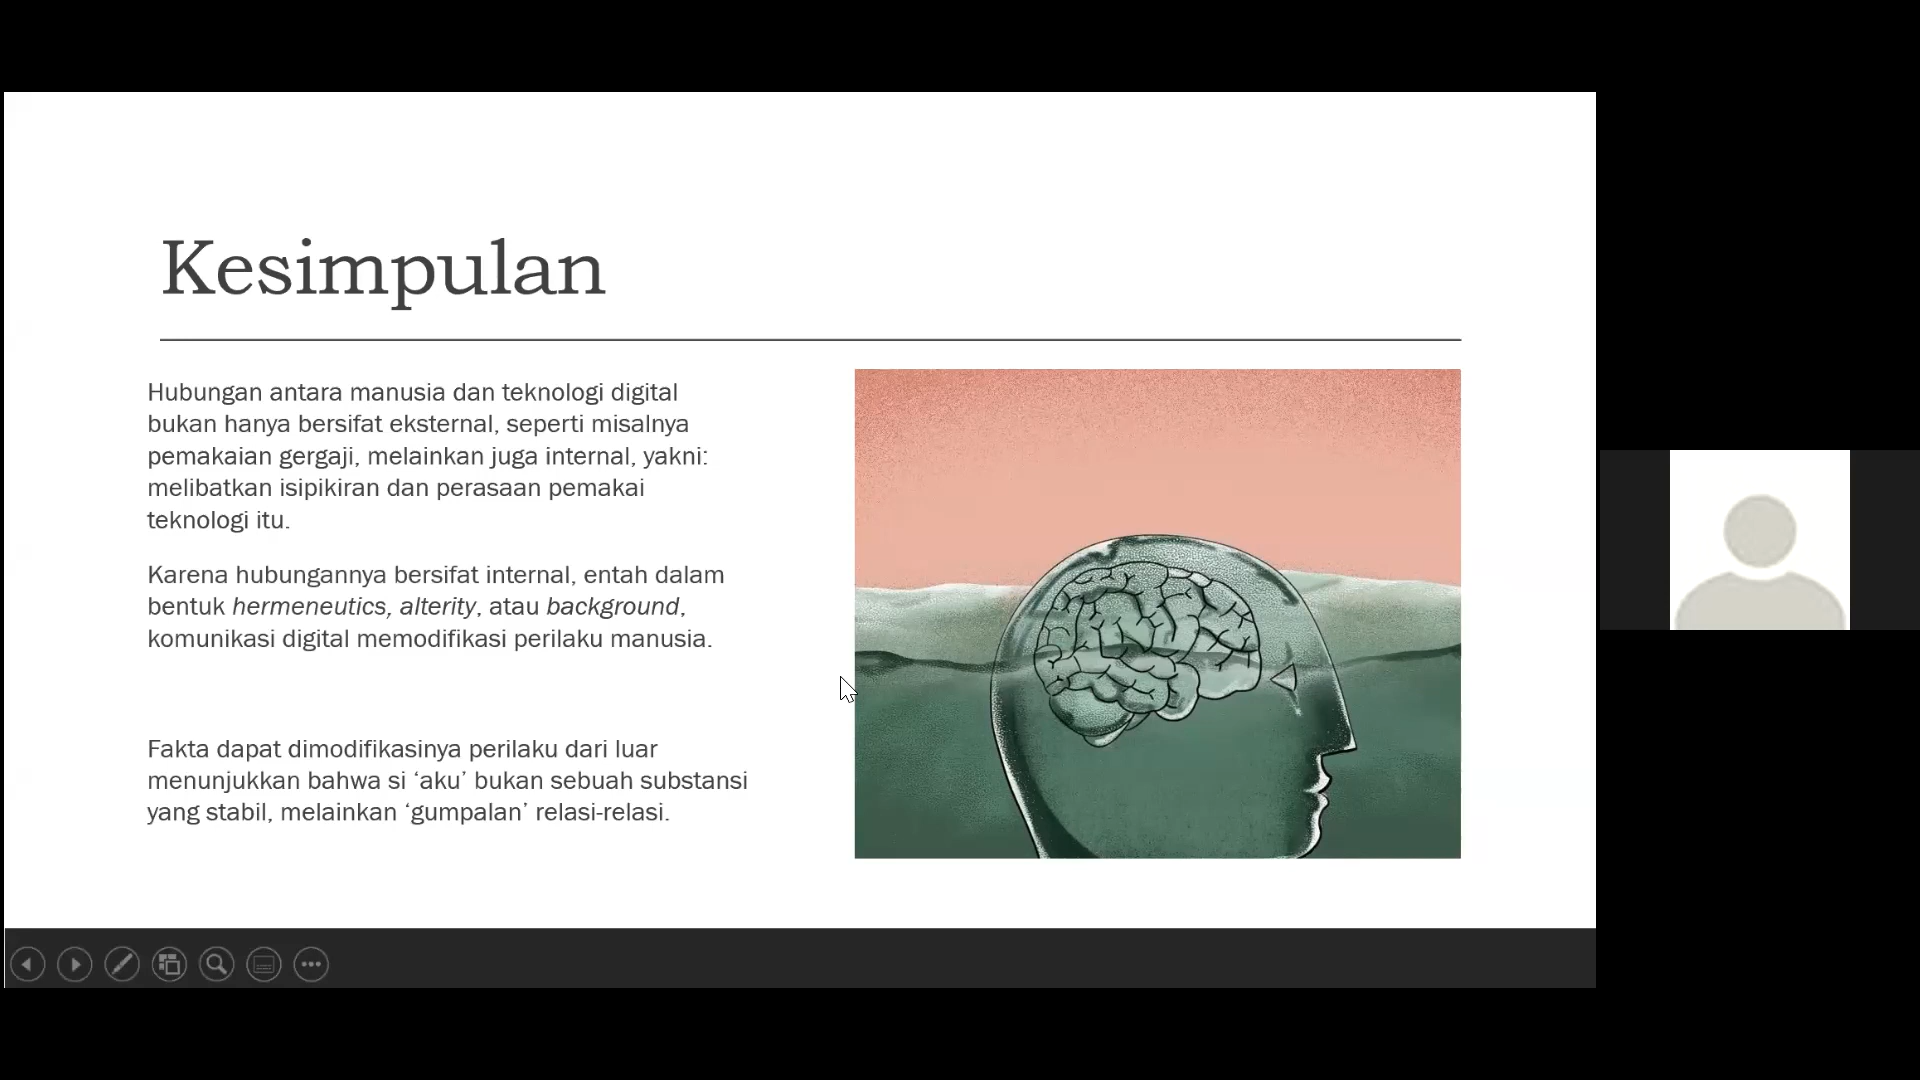 Kesimpulan
Hubungan antara manusia dan teknologi digital
bukan hanya bersifat eksternal, seperti misalnya
pemakaian gergaji, melainkan juga internal, yakni:
melibatkan isipikiran dan perasaan pemakai
teknologi itu.
Karena hubungannya bersifat internal, entah dalam
bentuk hermeneutics, alterity, atau background,
komunikasi digital memodifikasi perilaku manusia.
Fakta dapat dimodifikasinya perilaku dari luar
menunjukkan bahwa si ‘aku’ bukan sebuah substansi
yang stabil, melainkan ‘gumpalan’ relasi-relasi.